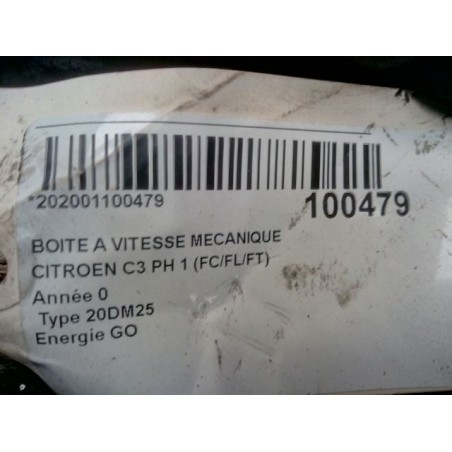 *202001100479
100479
BOITE A VITESSE MECANIQUE
CITROEN C3 PH 1 (FC/FL/FT)
Année 0
Type 20DM25
Energie GO